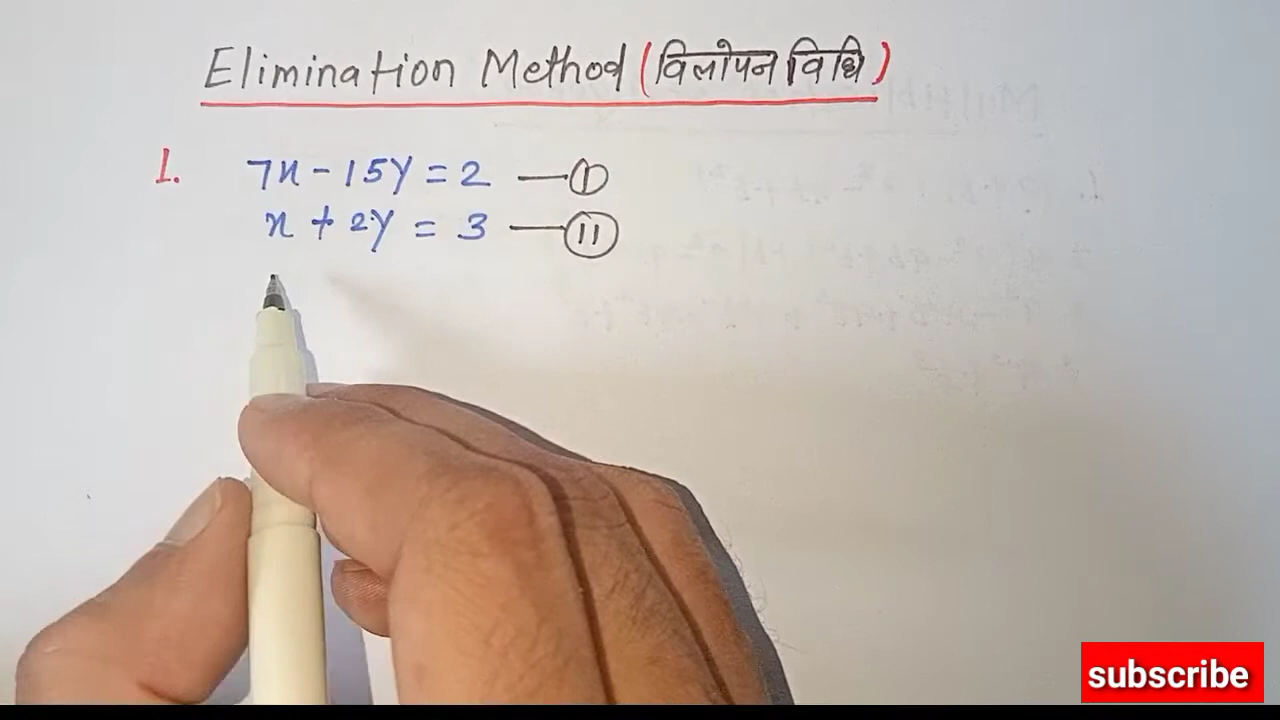 Elimination Method (विलोपन विधि)
1. 7x - 15y = 2 — ①
x + 2y = 3 — ⑪
subscribe